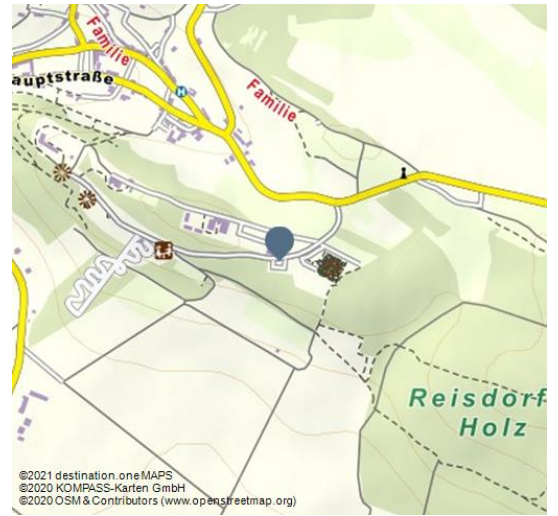 Familie
auptstraße
H
Familie
Reisdorf
Holz
©2021 destination.one MAPS
©2020 KOMPASS-Karten GmbH
©2020 OSM & Contributors (www.openstreetmap.org)